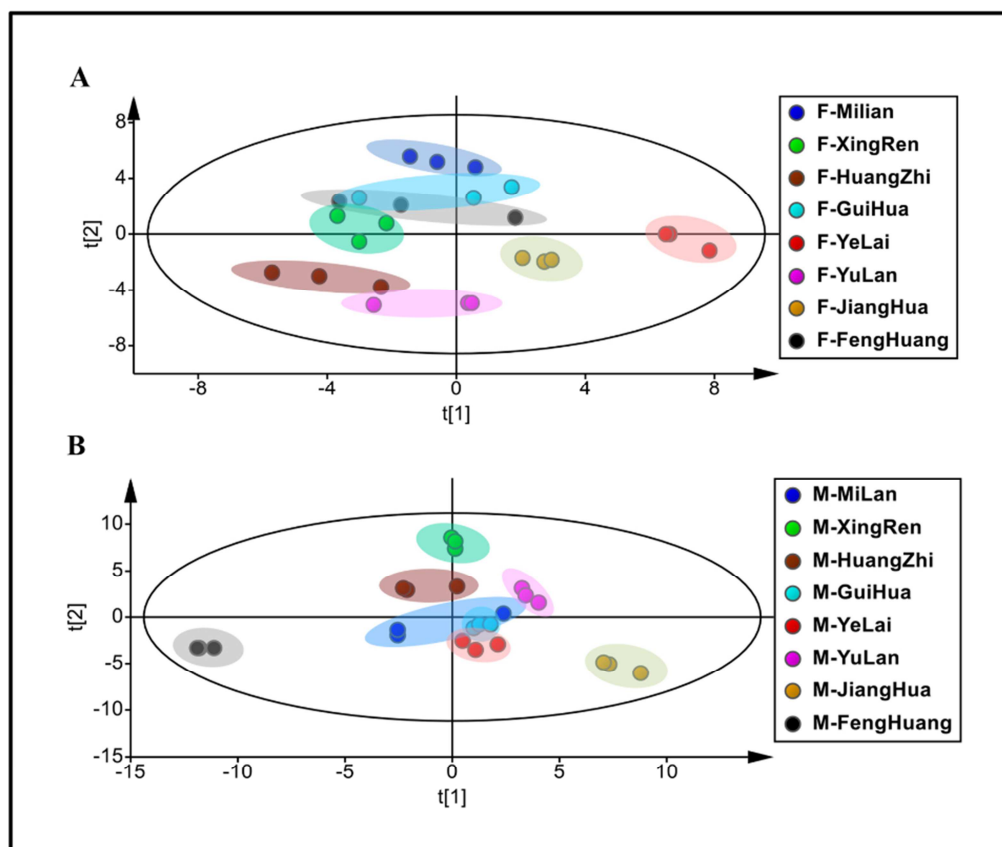 A
F-Milian
F-XingRen
F-HuangZhi
F-GuiHua
F-YeLai
F-YuLan
F-JiangHua
F-FengHuang
8
4
0
-4
-8
t[2]
-8
-4
0
4
8
t[1]
B
M-MiLan
M-XingRen
M-HuangZhi
M-GuiHua
M-YeLai
M-YuLan
M-JiangHua
M-FengHuang
10
5
0
-5
-10
-15
t[2]
-15
-10
-5
0
5
10
t[1]